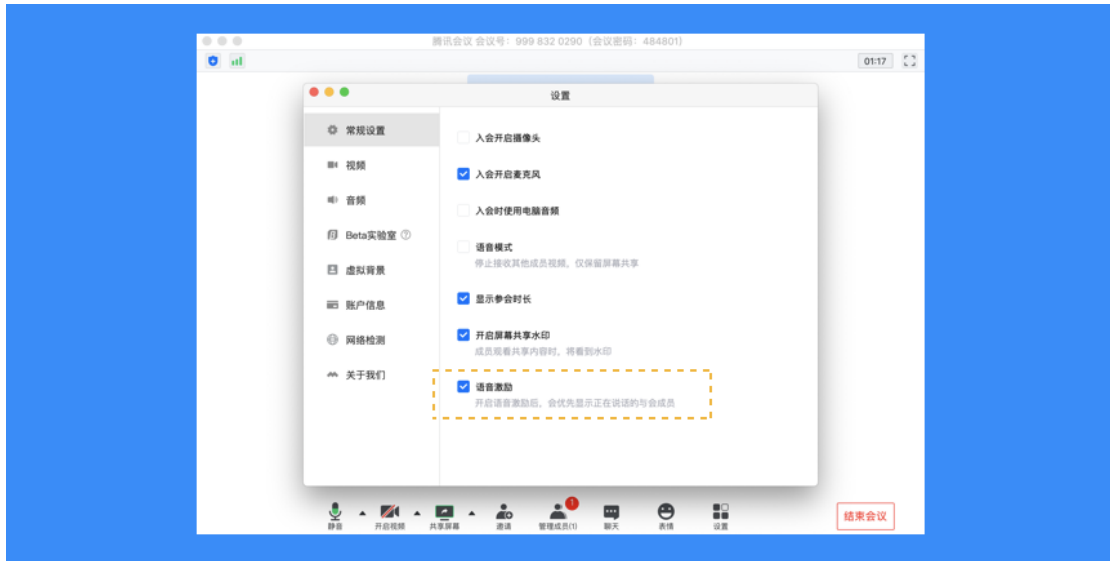 腾讯会议 会议号：999 832 0290（会议密码：484801）
01:17
设置
常规设置
视频
音频
Beta实验室
虚拟背景
账户信息
网络检测
关于我们
入会开启摄像头
入会开启麦克风
入会时使用电脑音频
语音模式
停止接收其他成员视频，仅保留屏幕共享
显示参会时长
开启屏幕共享水印
成员观看共享内容时，将看到水印
语音激励
开启语音激励后，会优先显示正在说话的与会成员
静音
开启视频
共享屏幕
邀请
1
管理成员(1)
聊天
表情
设置
结束会议